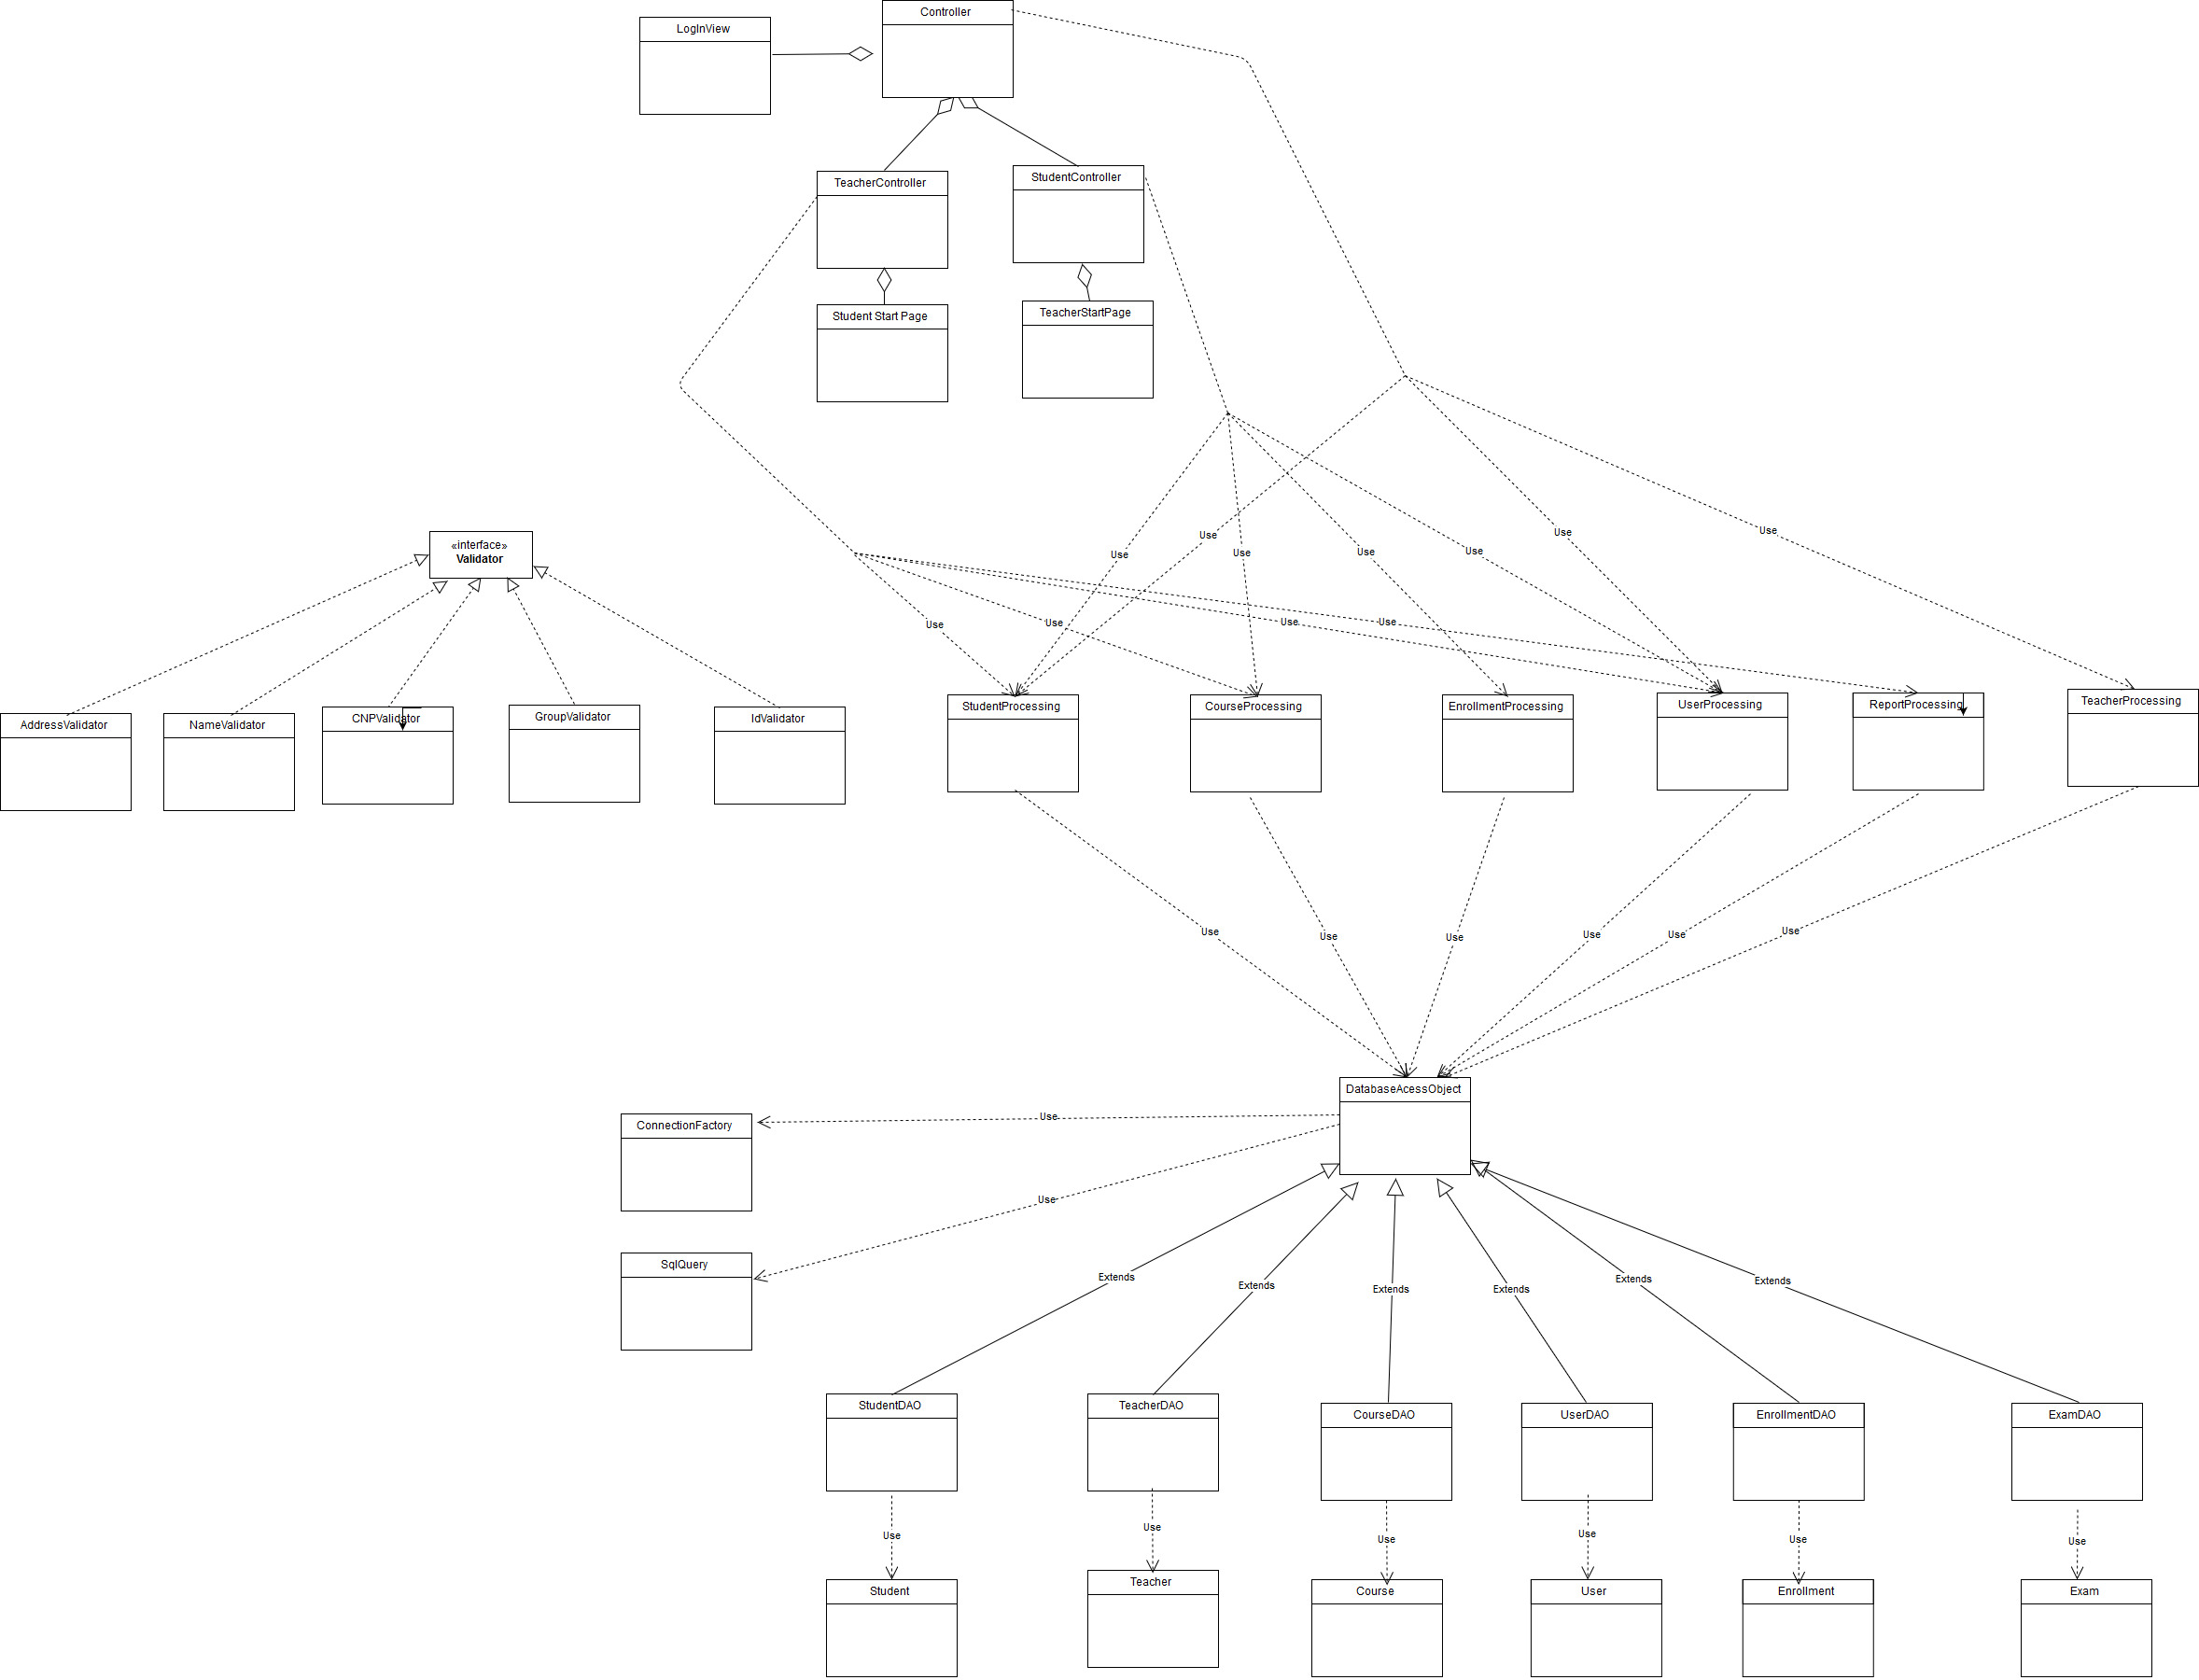 Controller
LogInView
StudentController
TeacherController
TeacherStartPage
Student Start Page
Use
Use
Use
«interface»
Validator
Use
Use
Use
Use
Use
Use
Use
Use
Use
TeacherProcessing
UserProcessing
ReportProcessing
StudentProcessing
CourseProcessing
EnrollmentProcessing
AddressValidator
NameValidator
CNPValidator
GroupValidator
IdValidator
Use
Use
Use
Use
Use
Use
DatabaseAcessObject
Use
ConnectionFactory
Use
SqlQuery
Extends
Extends
Extends
Extends
Extends
Extends
StudentDAO
TeacherDAO
CourseDAO
UserDAO
EnrollmentDAO
ExamDAO
Use
Use
Use
Use
Use
Use
Student
Teacher
Course
User
Enrollment
Exam